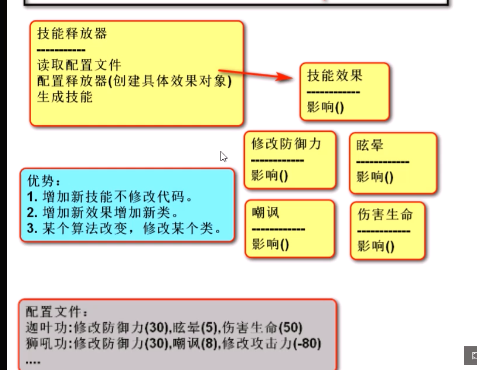 技能释放器
-----------
读取配置文件
配置释放器(创建具体效果对象)
生成技能
技能效果
------------
影响()
修改防御力
------------
影响()
眩晕
------------
影响()
优势：
1. 增加新技能不修改代码。
2. 增加新效果增加新类。
3. 某个算法改变，修改某个类。
嘲讽
------------
影响()
伤害生命
------------
影响()
配置文件：
迦叶功:修改防御力(30),眩晕(5),伤害生命(50)
狮吼功:修改防御力(30),嘲讽(8),修改攻击力(-80)
....